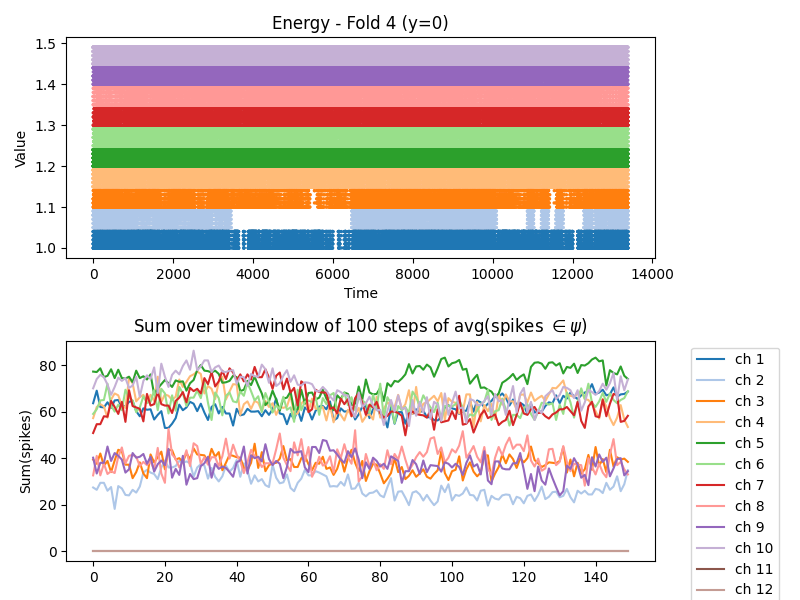 Energy - Fold 4 (y=0)
1.5
1.4
1.3
1.2
1.1
1.0
Value
0 2000 4000 6000 8000 10000 12000 14000
Time
Sum over timewindow of 100 steps of avg(spikes ∈ ψ)
80
60
40
20
0
Sum(spikes)
0 20 40 60 80 100 120 140
ch 1
ch 2
ch 3
ch 4
ch 5
ch 6
ch 7
ch 8
ch 9
ch 10
ch 11
ch 12